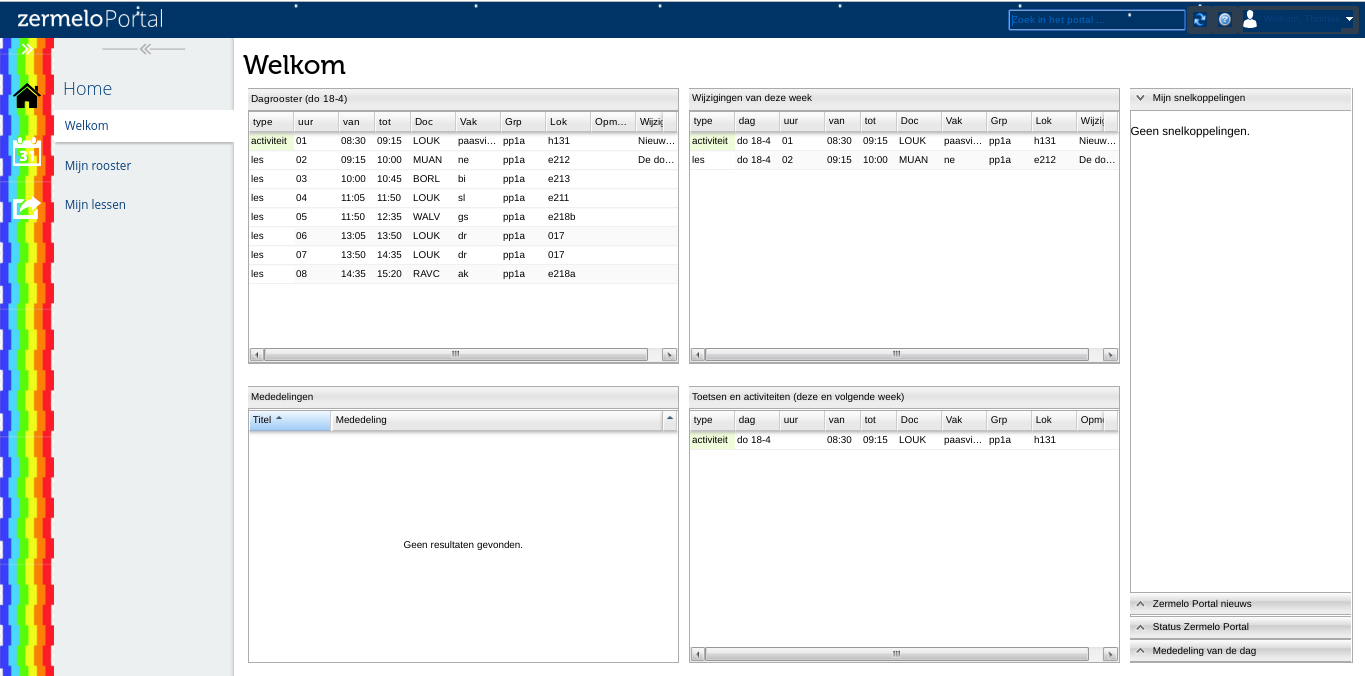 zermeloPortal
Zoek in het portal ...
Welkom, Thomas
Welkom
Home
Welkom
31
Mijn rooster
Mijn lessen
Dagrooster (do 18-4)
type uur van tot Doc Vak Grp Lok Opm... Wijzig
activiteit 01 08:30 09:15 LOUK paasvi... pp1a h131 Nieuw...
les 02 09:15 10:00 MUAN ne pp1a e212 De do...
les 03 10:00 10:45 BORL bi pp1a e213
les 04 11:05 11:50 LOUK sl pp1a e211
les 05 11:50 12:35 WALV gs pp1a e218b
les 06 13:05 13:50 LOUK dr pp1a 017
les 07 13:50 14:35 LOUK dr pp1a 017
les 08 14:35 15:20 RAVC ak pp1a e218a
Wijzigingen van deze week
type dag uur van tot Doc Vak Grp Lok Wijzi
activiteit do 18-4 01 08:30 09:15 LOUK paasvi... pp1a h131 Nieuw...
les do 18-4 02 09:15 10:00 MUAN ne pp1a e212 De do...
Mijn snelkoppelingen
Geen snelkoppelingen.
Mededelingen
Titel Mededeling
Geen resultaten gevonden.
Toetsen en activiteiten (deze en volgende week)
type dag uur van tot Doc Vak Grp Lok Opm
activiteit do 18-4 08:30 09:15 LOUK paasvi... pp1a h131
Zermelo Portal nieuws
Status Zermelo Portal
Mededeling van de dag